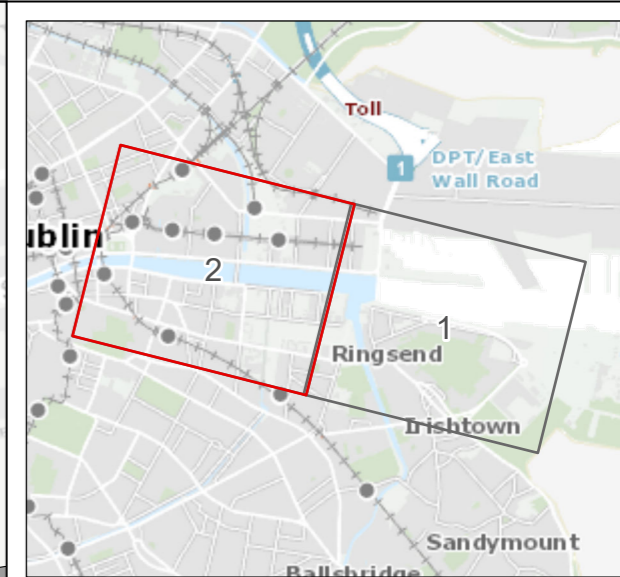 Toll
1
DPT/East
Wall Road
ublin
2
1
Ringsend
Irishtown
Sandymount
Ballsbridge